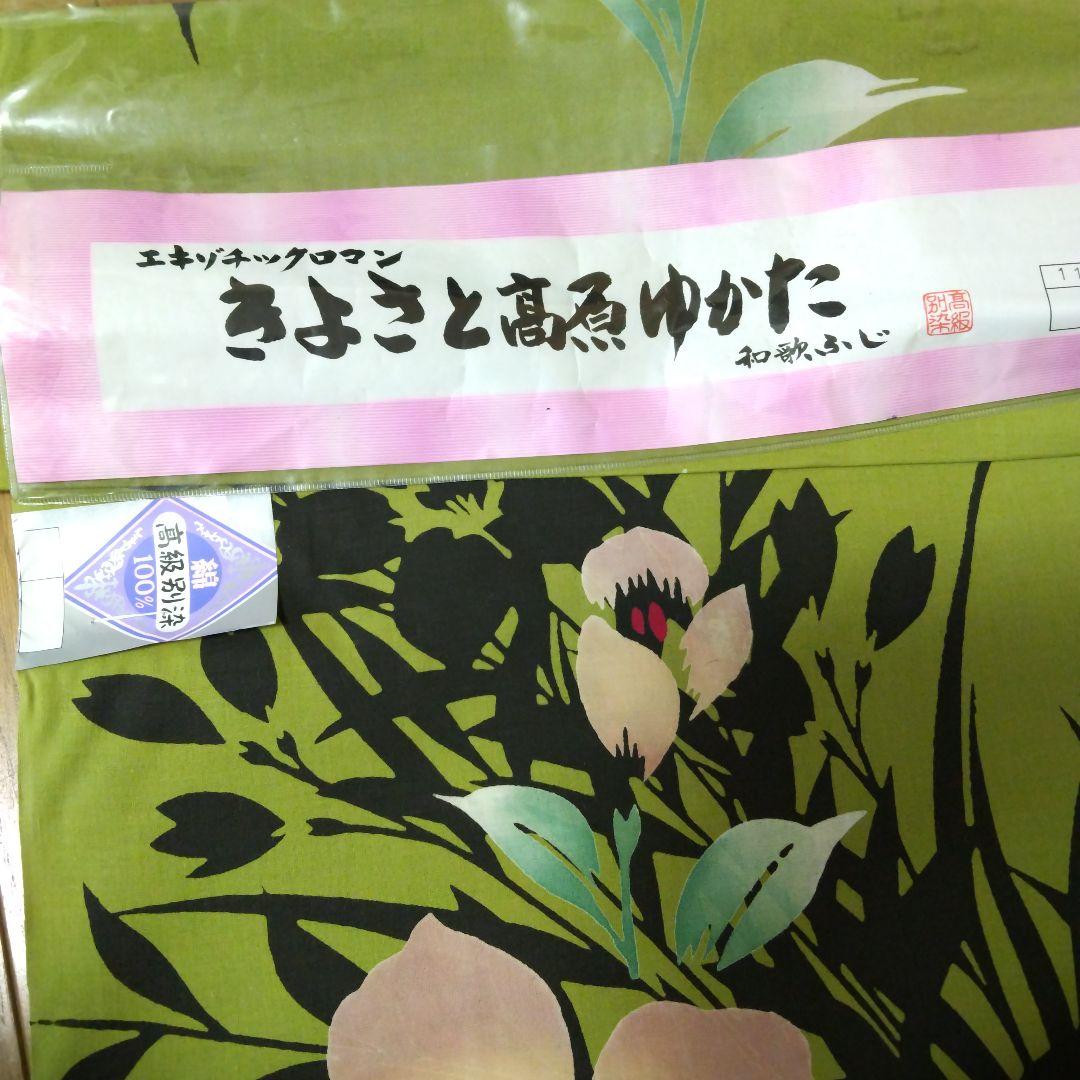 エキゾチックロマン
きよさと高原ゆかた
和歌ふじ
高級
別染
11
綿
高級別染
100%